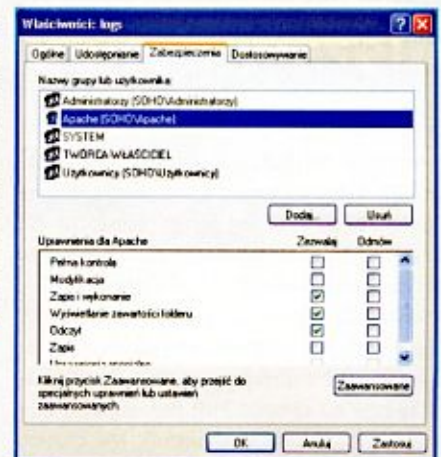 Właściwości: logs
Ogólne Udostępnianie Zabezpieczenia Dostosowywanie
Nazwy grupy lub użytkownika:
Administratorzy (SOHO\Administratorzy)
Apache (SOHO\Apache)
SYSTEM
TWÓRCA WŁAŚCICIEL
Użytkownicy (SOHO\Użytkownicy)
Dodaj... Usuń
Uprawnienia dla Apache Zezwalaj Odmów
Pełna kontrola
Modyfikacja
Zapis i wykonanie
Wyświetlanie zawartości folderu
Odczyt
Zapis
Kliknij przycisk Zaawansowane, aby przejść do
specjalnych uprawnień lub ustawień
zaawansowanych.
Zaawansowane
OK Anuluj Zastosuj